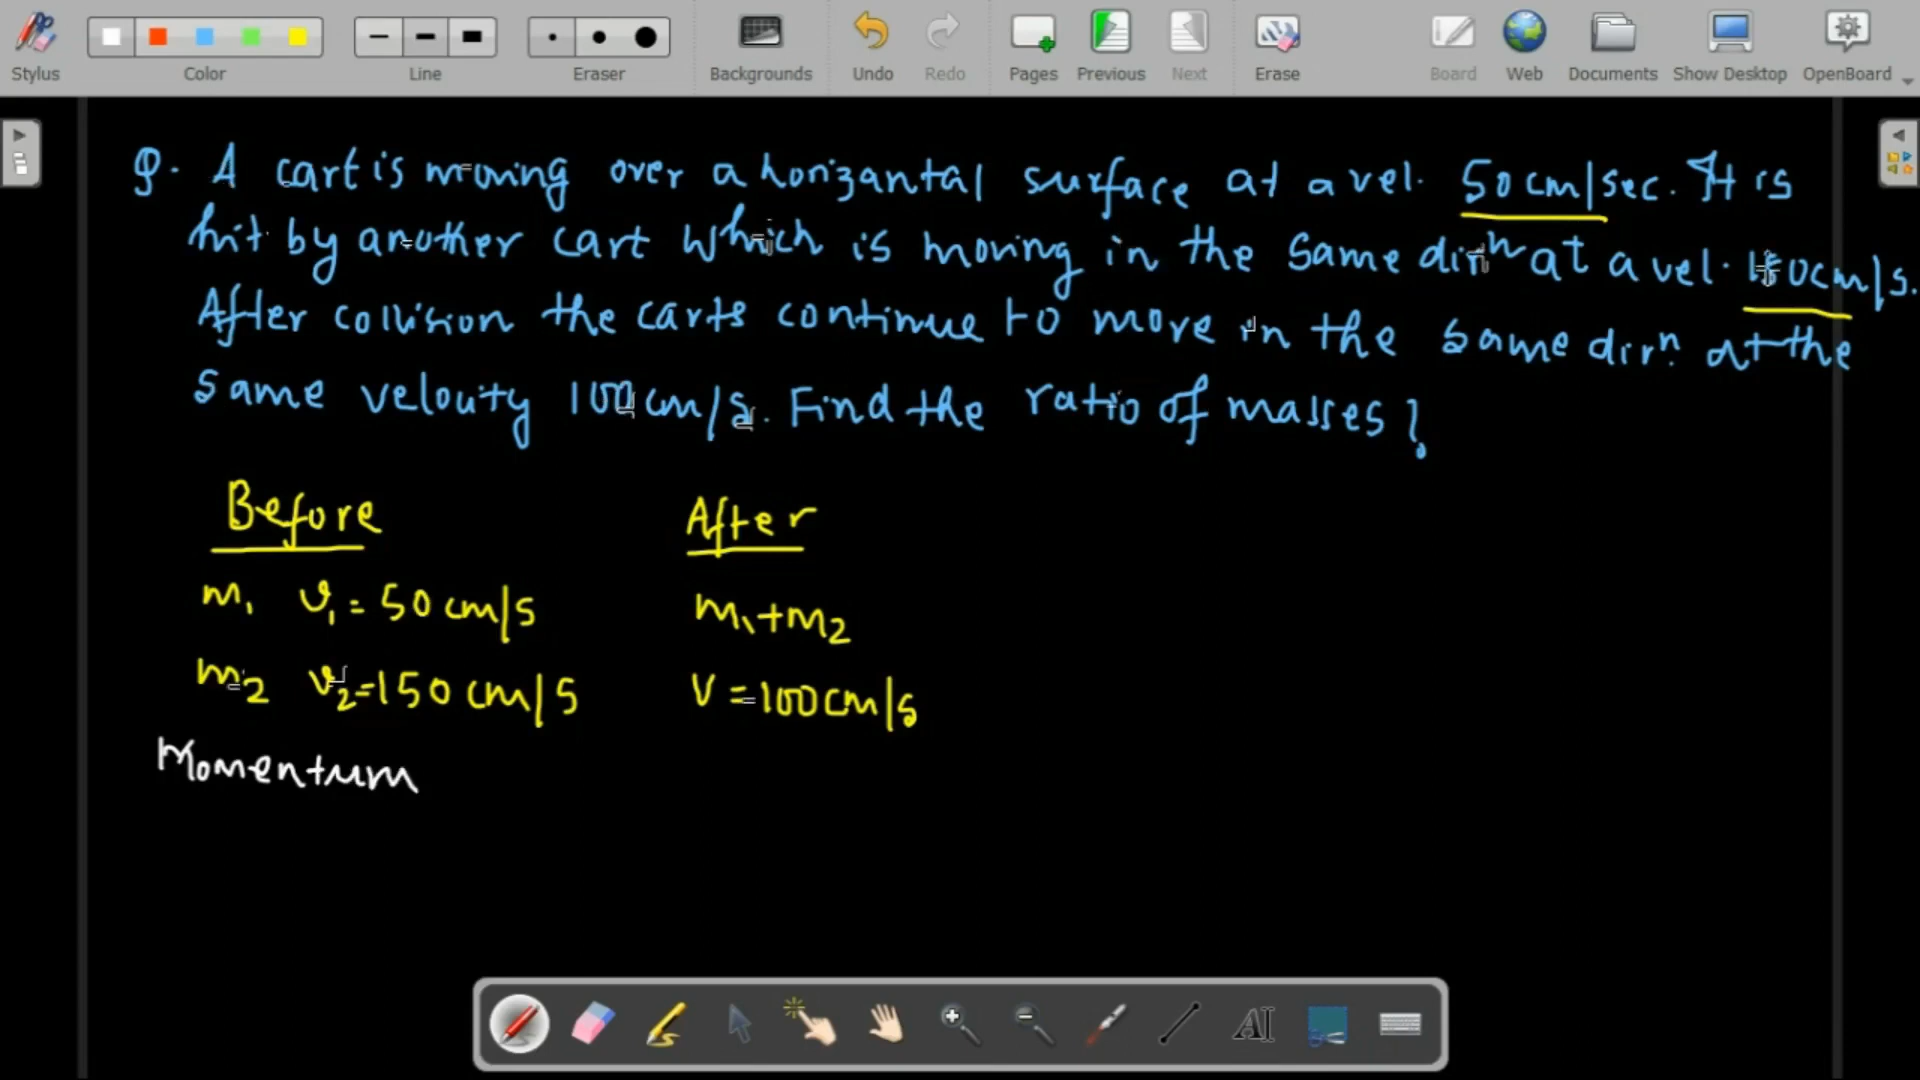 Stylus Color Line Eraser Backgrounds Undo Redo Pages Previous Next Erase Board Web Documents Show Desktop OpenBoard
Q. A cart is moving over a horizantal surface at a vel. 50 cm/sec. It is
hit by another cart which is moving in the same dirn at a vel. 150cm/s.
After collision the carts continue to move in the same dirn. at the
same velocity 100 cm/s. Find the ratio of masses?
Before After
m₁ v₁ = 50 cm/s m₁+m₂
m₂ v₂=150 cm/s V = 100cm/s
Momentum
AI